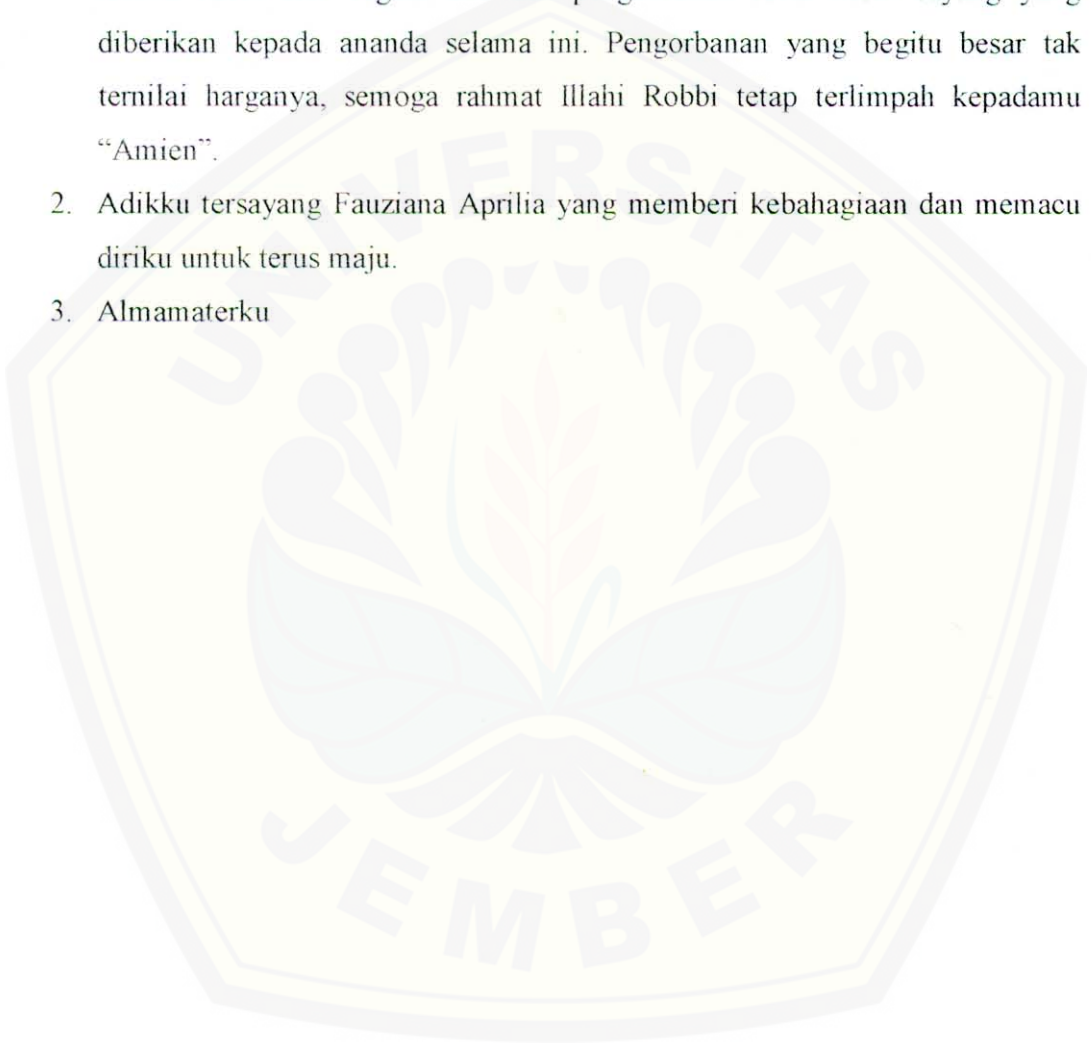 diberikan kepada ananda selama ini. Pengorbanan yang begitu besar tak
ternilai harganya, semoga rahmat Illahi Robbi tetap terlimpah kepadamu
“Amien”.
2. Adikku tersayang Fauziana Aprilia yang memberi kebahagiaan dan memacu
diriku untuk terus maju.
3. Almamaterku
UNIVERSITAS
JEMBER